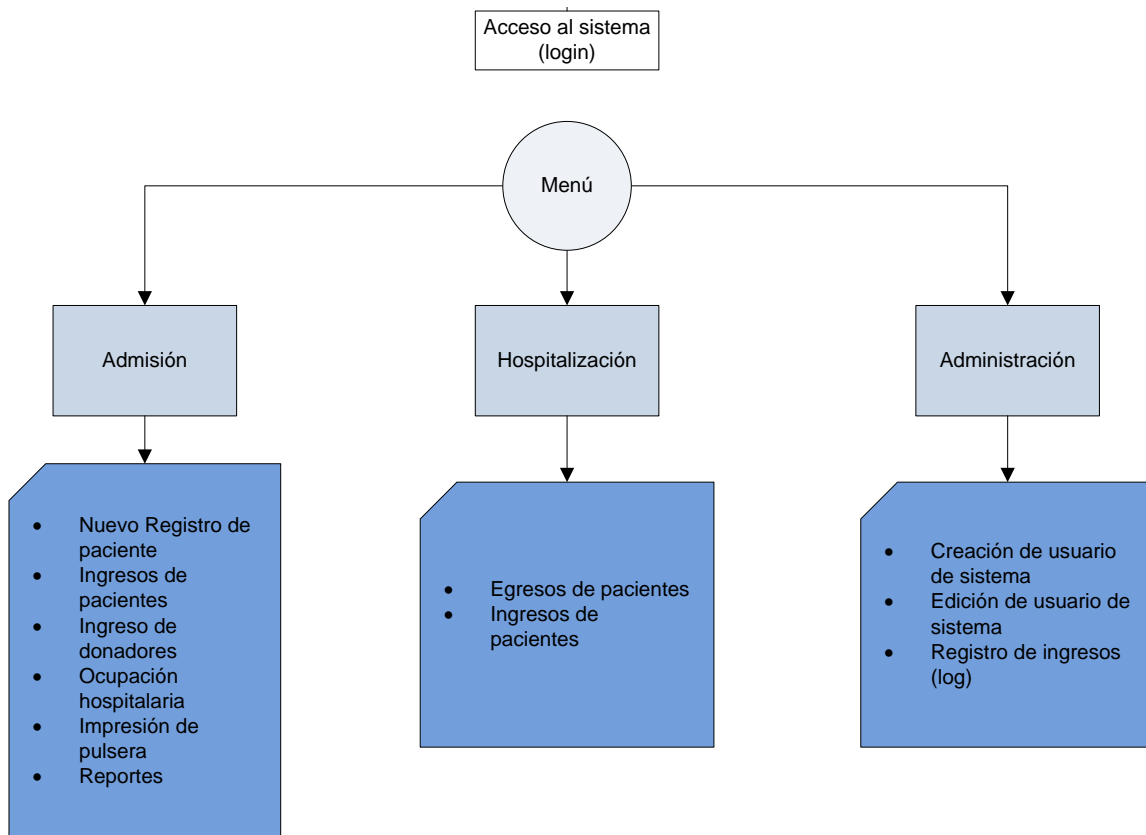 Acceso al sistema
(login)
Menú
Admisión
Hospitalización
Administración
• Nuevo Registro de
paciente
• Ingresos de
pacientes
• Ingreso de
donadores
• Ocupación
hospitalaria
• Impresión de
pulsera
• Reportes
• Egresos de pacientes
• Ingresos de
pacientes
• Creación de usuario
de sistema
• Edición de usuario de
sistema
• Registro de ingresos
(log)